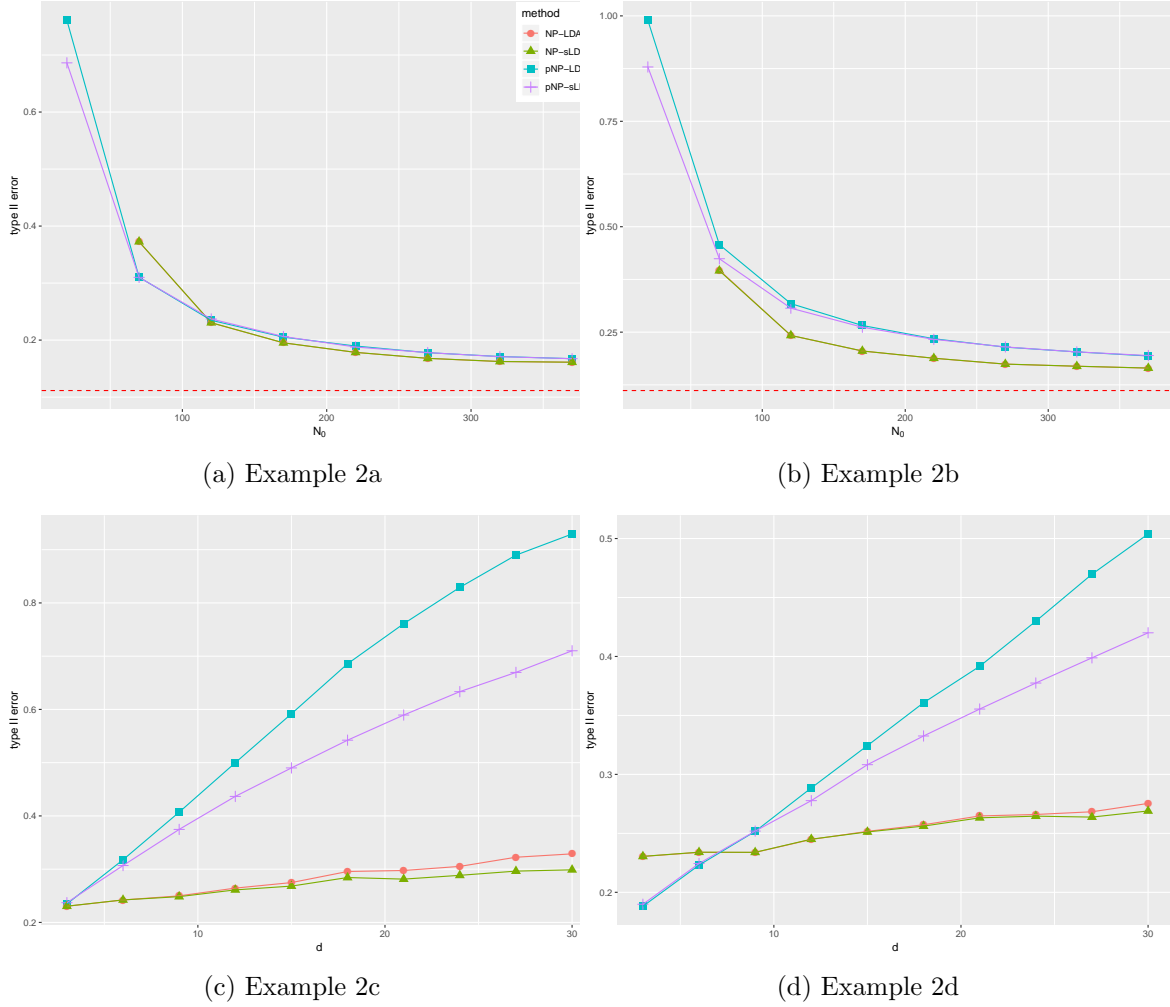 method
NP-LDA
NP-sLD
pNP-LD
pNP-sL
0.6
0.4
0.2
type II error
100
200
300
N₀
(a) Example 2a
1.00
0.75
0.50
0.25
type II error
100
200
300
N₀
(b) Example 2b
0.8
0.6
0.4
0.2
type II error
10
20
30
d
(c) Example 2c
0.5
0.4
0.3
0.2
type II error
10
20
30
d
(d) Example 2d